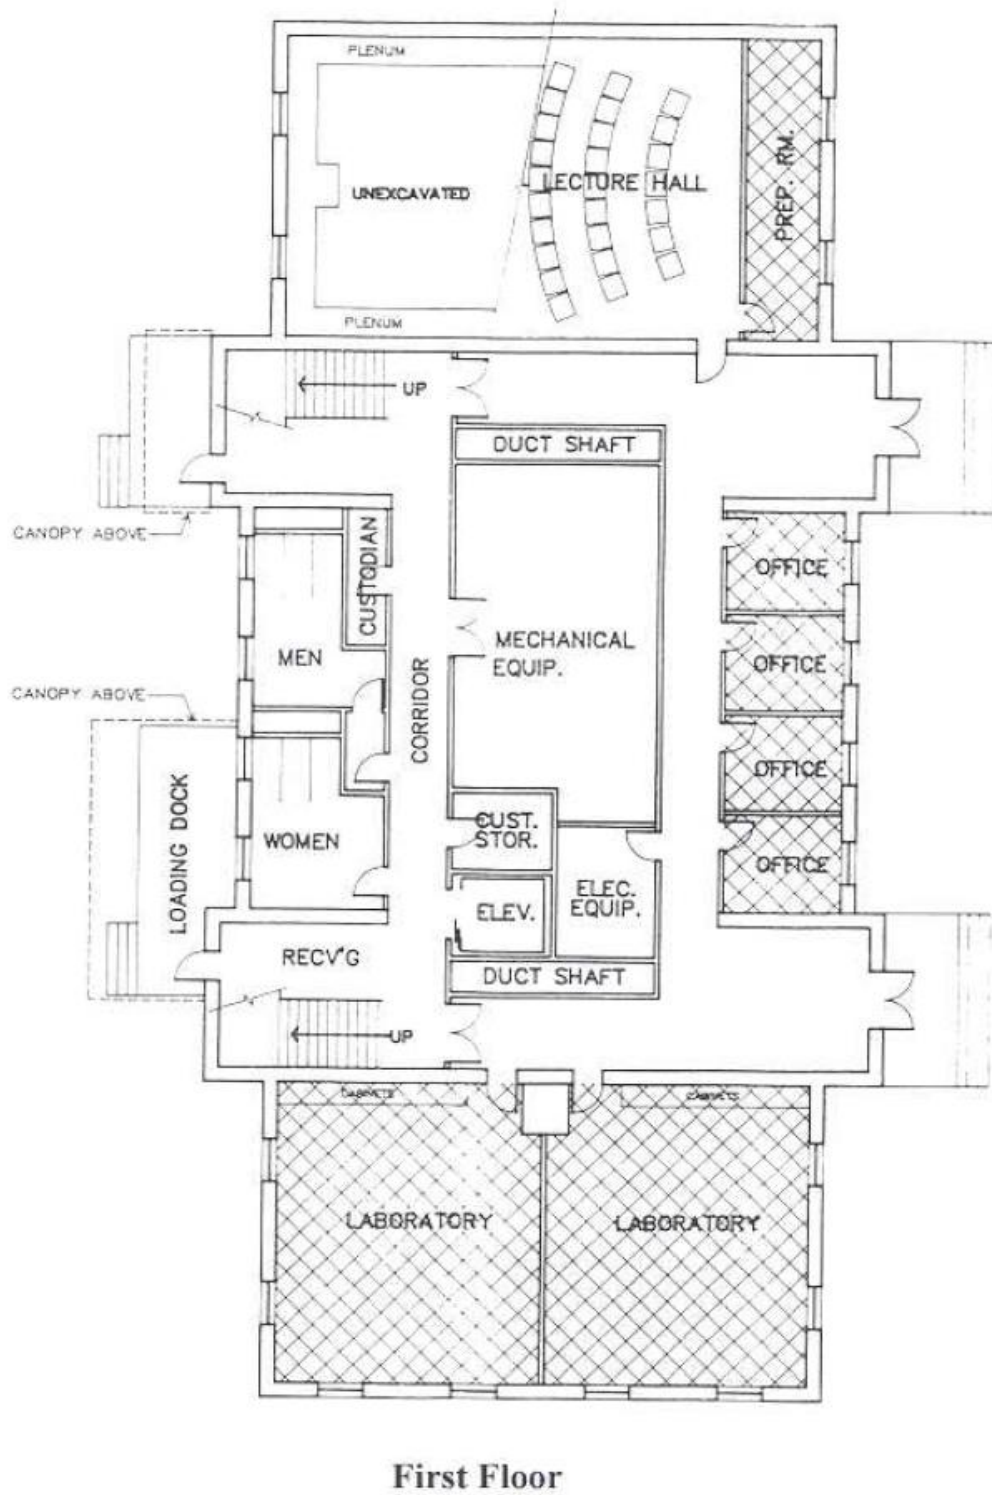 PLENUM
UNEXCAVATED
LECTURE HALL
PREP. RM.
PLENUM
UP
DUCT SHAFT
CANOPY ABOVE
CUSTODIAN
OFFICE
MEN
MECHANICAL
EQUIP.
OFFICE
CANOPY ABOVE
CORRIDOR
OFFICE
LOADING DOCK
WOMEN
CUST.
STOR.
OFFICE
ELEV.
ELEC.
EQUIP.
RECV'G
DUCT SHAFT
UP
CABINETS
CABINETS
LABORATORY
LABORATORY
First Floor